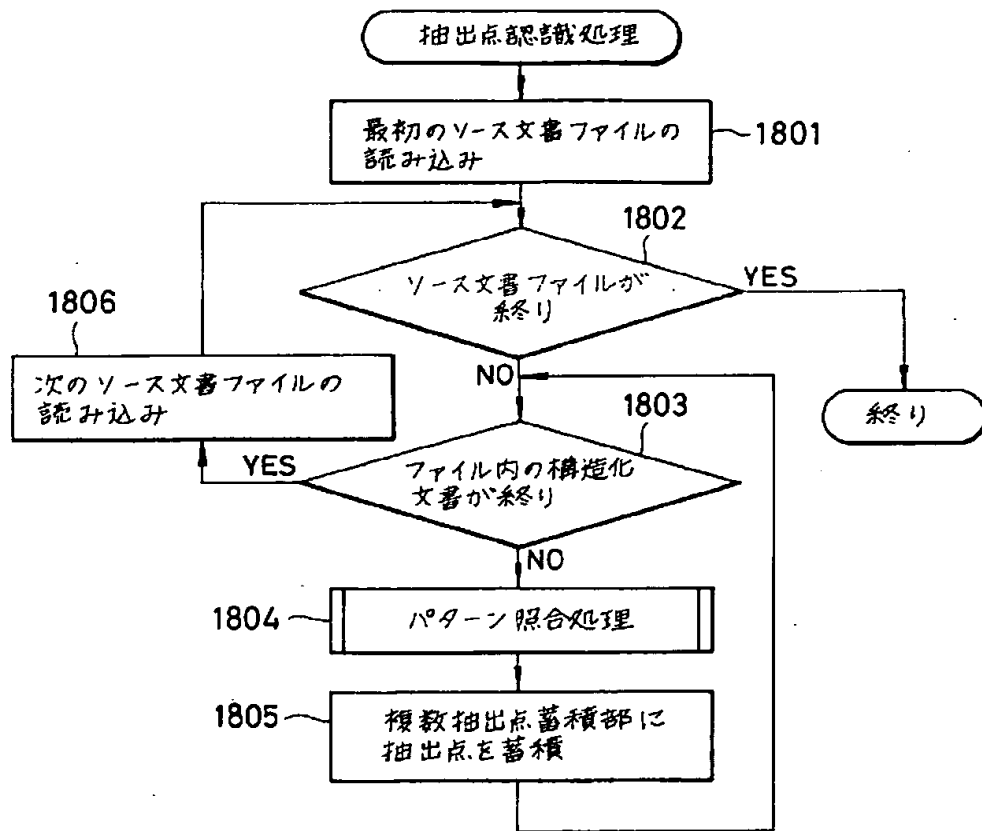 抽出点認識処理
最初のソース文書ファイルの
読み込み
1801
1802
ソース文書ファイルが
終り
YES
1806
次のソース文書ファイルの
読み込み
NO
1803
終り
YES
ファイル内の構造化
文書が終り
NO
1804
パターン照合処理
1805
複数抽出点蓄積部に
抽出点を蓄積